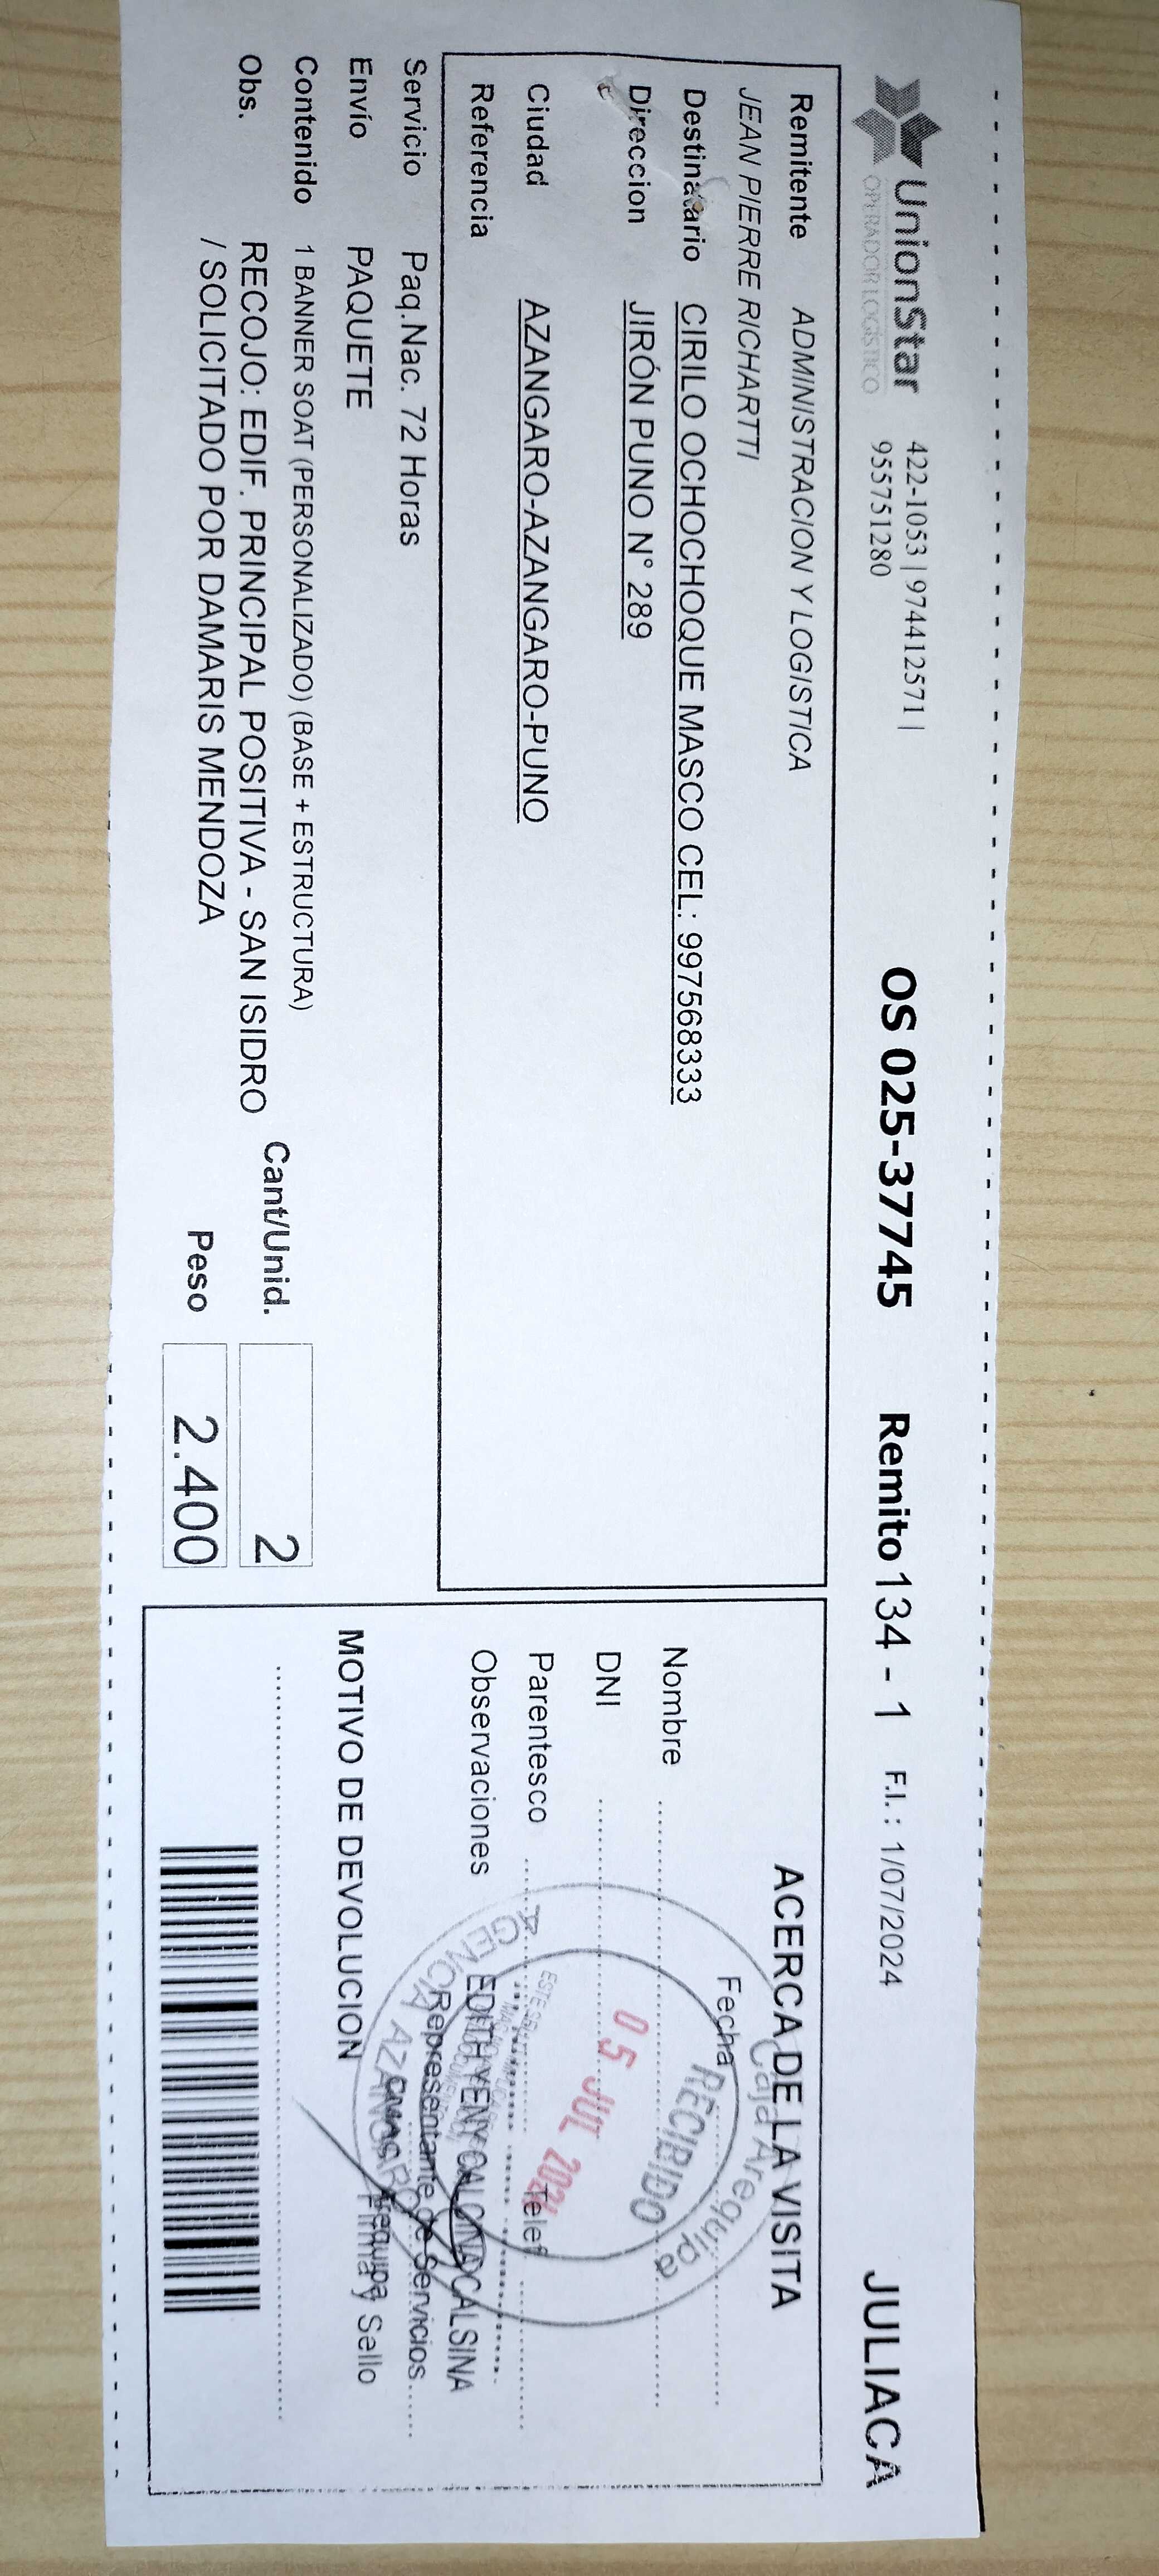 UnionStar
OPERADOR LOGÍSTICO
422-1053 | 974412571 |
955751280
OS 025-37745
Remito 134 - 1
F.I. : 1/07/2024
JULIACA
Remitente ADMINISTRACION Y LOGISTICA
JEAN PIERRE RICHARTTI
Destinatario CIRILO OCHOCHOQUE MASCO CEL: 997568333
Direccion JIRÓN PUNO N° 289
Ciudad AZANGARO-AZANGARO-PUNO
Referencia
Servicio Paq.Nac. 72 Horas
Envío PAQUETE
Contenido 1 BANNER SOAT (PERSONALIZADO) (BASE + ESTRUCTURA)
Obs. RECOJO: EDIF. PRINCIPAL POSITIVA - SAN ISIDRO
/ SOLICITADO POR DAMARIS MENDOZA
Cant/Unid. 2
Peso 2.400
ACERCA DE LA VISITA
Fecha
Nombre
DNI
Parentesco
Telef
Observaciones
Caja Arequipa
RECIBIDO
05 JUL 2024
AGENCIA AZANGARO
EDITH YENY CALCINA CALSINA
Representante de Servicios
CMAC Arequipa
Firma y Sello
MOTIVO DE DEVOLUCION